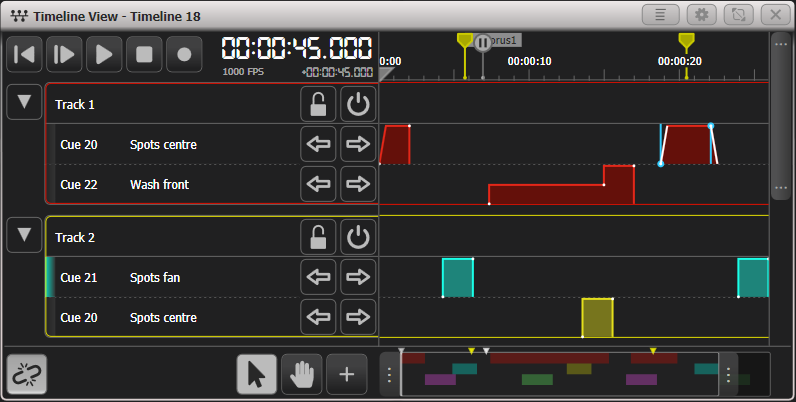 Timeline View - Timeline 18
00:00:45.000
1000 FPS
+00:00:45.000
orus1
0:00
00:00:10
00:00:20
Track 1
Cue 20 Spots centre
Cue 22 Wash front
Track 2
Cue 21 Spots fan
Cue 20 Spots centre